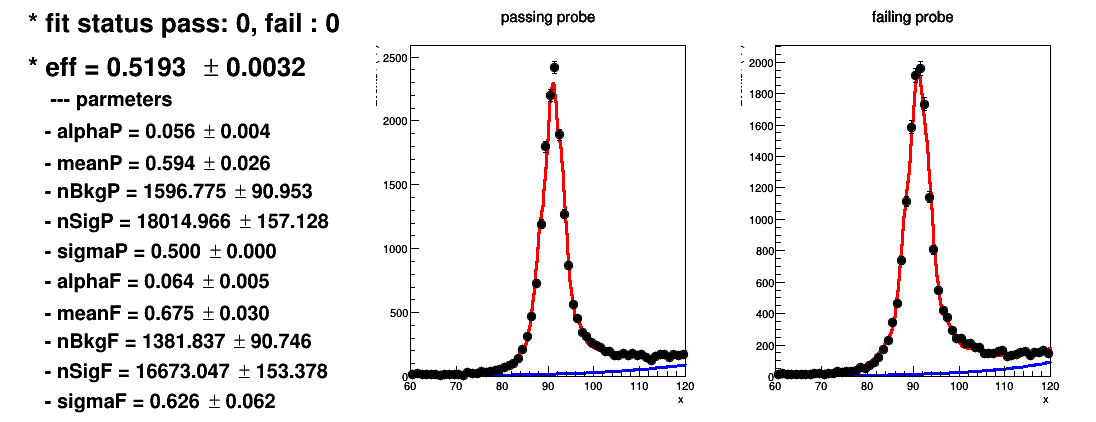 * fit status pass: 0, fail : 0
* eff = 0.5193 ± 0.0032
--- parmeters
- alphaP = 0.056 ± 0.004
- meanP = 0.594 ± 0.026
- nBkgP = 1596.775 ± 90.953
- nSigP = 18014.966 ± 157.128
- sigmaP = 0.500 ± 0.000
- alphaF = 0.064 ± 0.005
- meanF = 0.675 ± 0.030
- nBkgF = 1381.837 ± 90.746
- nSigF = 16673.047 ± 153.378
- sigmaF = 0.626 ± 0.062
passing probe
2500
2000
1500
1000
500
0
60 70 80 90 100 110 120
x
failing probe
2000
1800
1600
1400
1200
1000
800
600
400
200
0
60 70 80 90 100 110 120
x